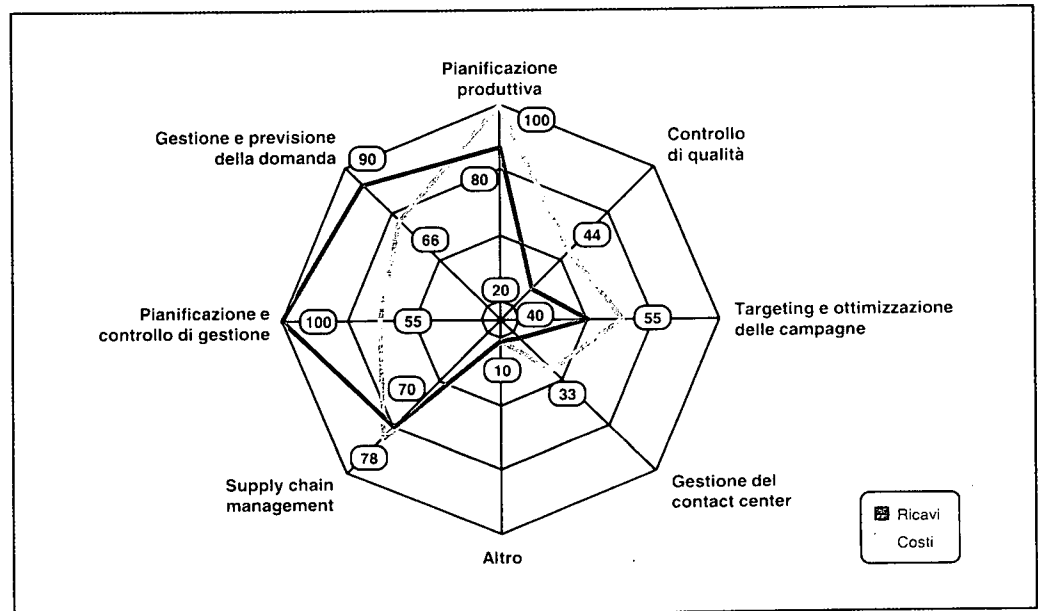 Pianificazione
produttiva
100
Controllo
di qualità
Gestione e previsione
della domanda
90
80
44
66
20
Pianificazione e
controllo di gestione
100
55
40
55
Targeting e ottimizzazione
delle campagne
10
70
33
78
Supply chain
management
Gestione del
contact center
Altro
Ricavi
Costi